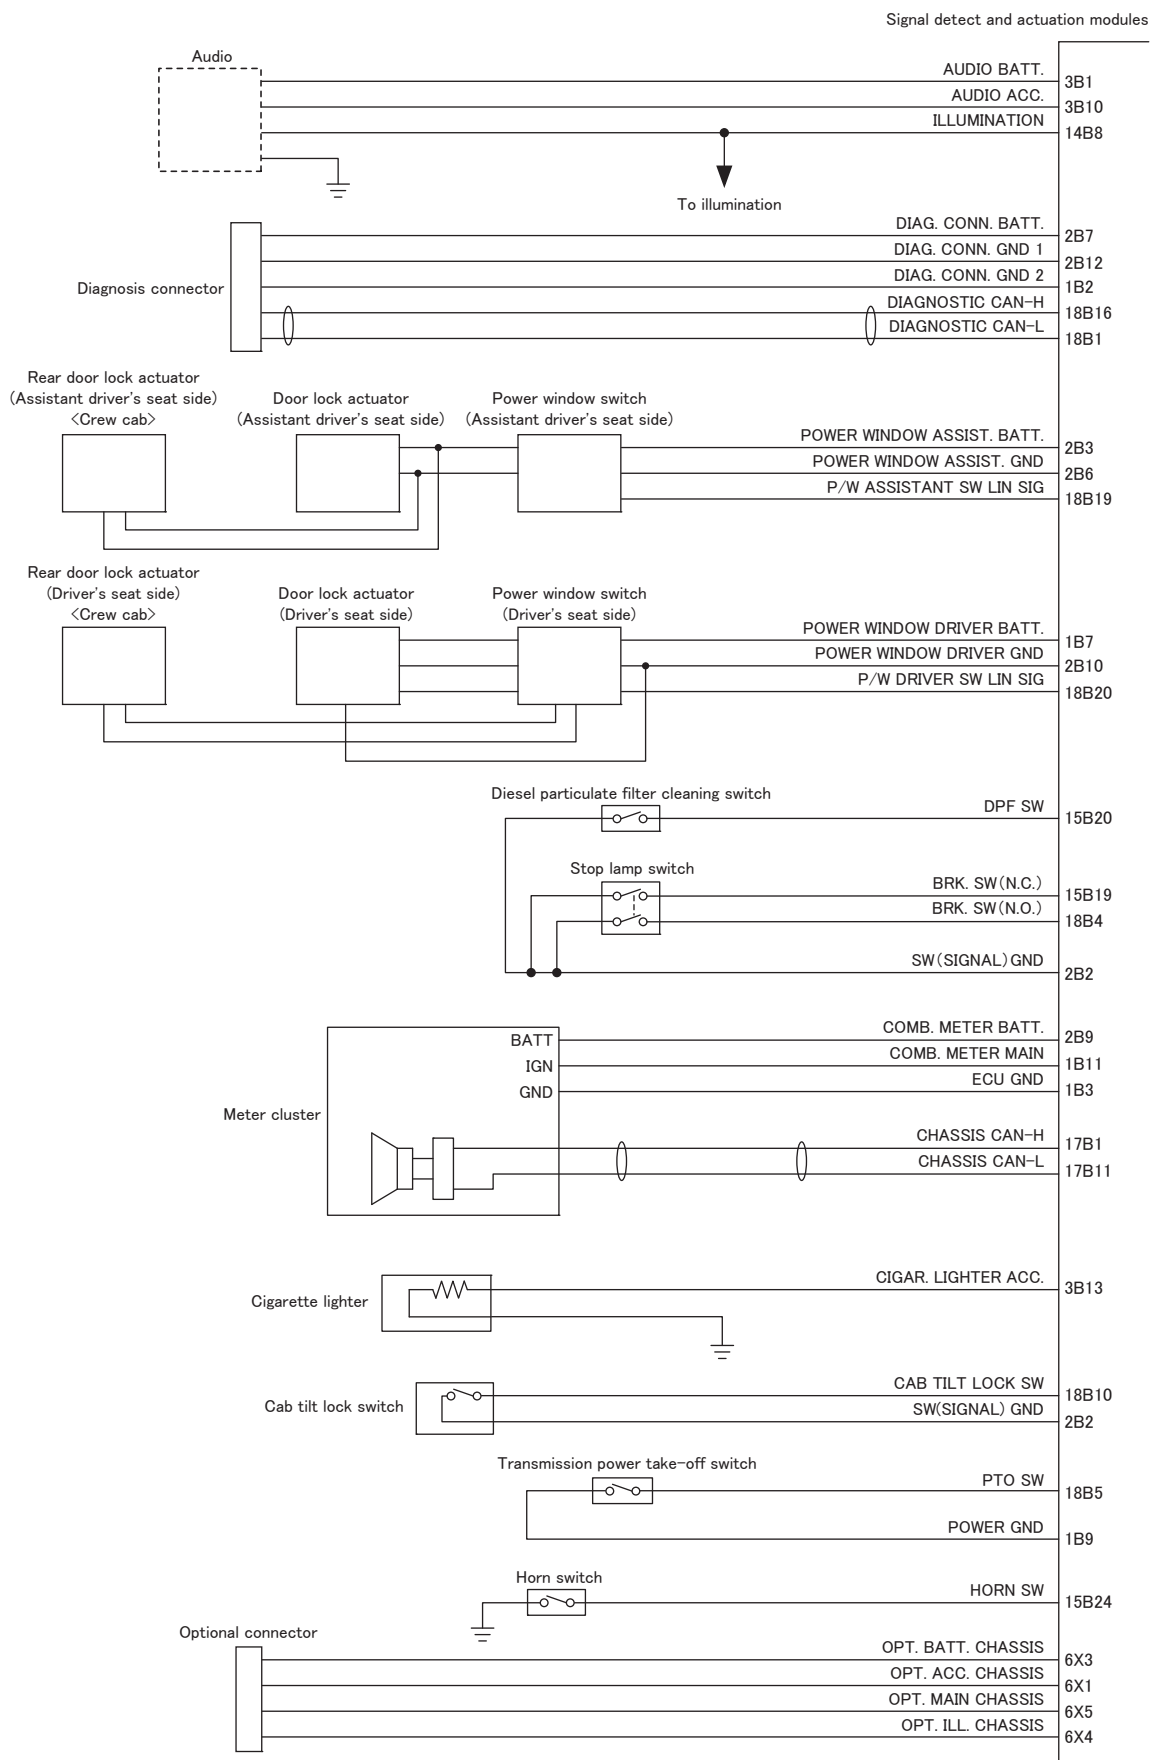 Signal detect and actuation modules
Audio
AUDIO BATT.
3B1
AUDIO ACC.
3B10
ILLUMINATION
14B8
To illumination
Diagnosis connector
DIAG. CONN. BATT.
2B7
DIAG. CONN. GND 1
2B12
DIAG. CONN. GND 2
1B2
DIAGNOSTIC CAN-H
18B16
DIAGNOSTIC CAN-L
18B1
Rear door lock actuator
(Assistant driver's seat side)
<Crew cab>
Door lock actuator
(Assistant driver's seat side)
Power window switch
(Assistant driver's seat side)
POWER WINDOW ASSIST. BATT.
2B3
POWER WINDOW ASSIST. GND
2B6
P/W ASSISTANT SW LIN SIG
18B19
Rear door lock actuator
(Driver's seat side)
<Crew cab>
Door lock actuator
(Driver's seat side)
Power window switch
(Driver's seat side)
POWER WINDOW DRIVER BATT.
1B7
POWER WINDOW DRIVER GND
2B10
P/W DRIVER SW LIN SIG
18B20
Diesel particulate filter cleaning switch
DPF SW
15B20
Stop lamp switch
BRK. SW(N.C.)
15B19
BRK. SW(N.O.)
18B4
SW(SIGNAL)GND
2B2
Meter cluster
BATT
COMB. METER BATT.
2B9
IGN
COMB. METER MAIN
1B11
GND
ECU GND
1B3
CHASSIS CAN-H
17B1
CHASSIS CAN-L
17B11
Cigarette lighter
CIGAR. LIGHTER ACC.
3B13
Cab tilt lock switch
CAB TILT LOCK SW
18B10
SW(SIGNAL) GND
2B2
Transmission power take-off switch
PTO SW
18B5
POWER GND
1B9
Horn switch
HORN SW
15B24
Optional connector
OPT. BATT. CHASSIS
6X3
OPT. ACC. CHASSIS
6X1
OPT. MAIN CHASSIS
6X5
OPT. ILL. CHASSIS
6X4